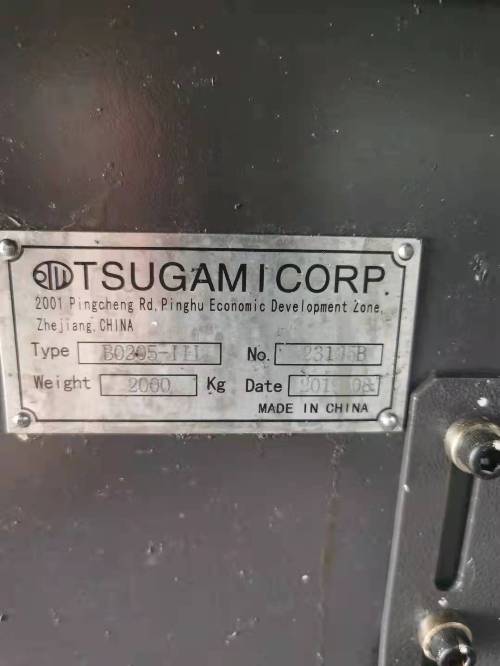 TSUGAMI CORP
2001 Pingcheng Rd, Pinghu Economic Development Zone,
Zhejiang, CHINA
Type B0205-III No.
Weight 2000 Kg Date
MADE IN CHINA